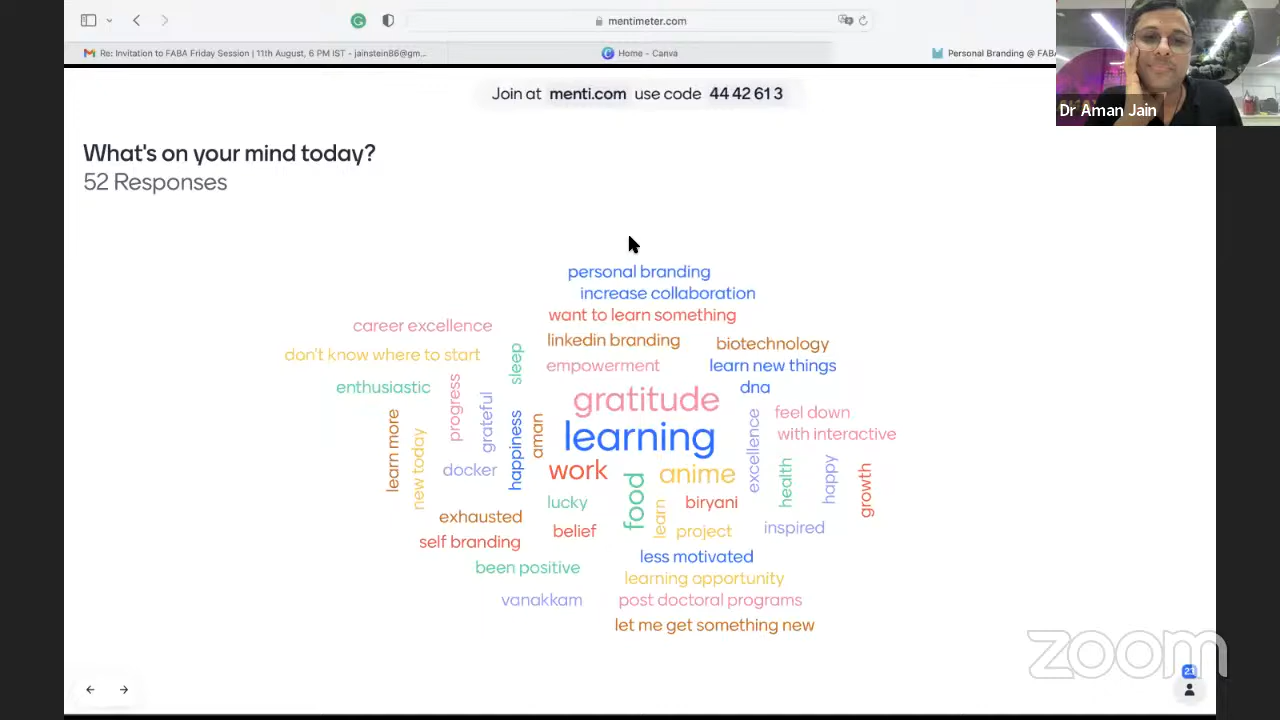 mentimeter.com
Re: Invitation to FABA Friday Session | 11th August, 6 PM IST - jainstein86@gm...
Home - Canva
Personal Branding @ FABA
Dr Aman Jain
Join at menti.com use code 44 42 61 3
What's on your mind today?
52 Responses
personal branding
increase collaboration
want to learn something
career excellence
linkedin branding
biotechnology
don't know where to start
sleep
empowerment
learn new things
enthusiastic
progress
grateful
gratitude
dna
learn more
new today
happiness
aman
learning
excellence
feel down
with interactive
docker
work
anime
health
happy
growth
lucky
food
learn
biryani
exhausted
belief
project
inspired
self branding
less motivated
been positive
learning opportunity
vanakkam
post doctoral programs
let me get something new
zoom
21